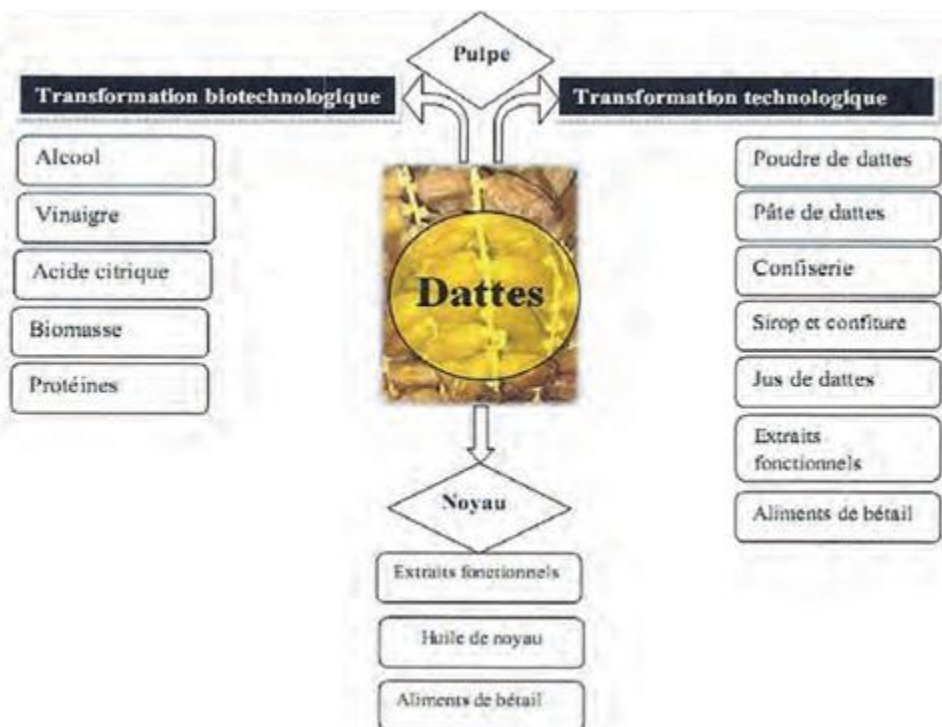 Pulpe
Transformation biotechnologique
Transformation technologique
Alcool
Vinaigre
Acide citrique
Biomasse
Protéines
Dattes
Poudre de dattes
Pâte de dattes
Confiserie
Sirop et confiture
Jus de dattes
Extraits
fonctionnels
Aliments de bétail
Noyau
Extraits fonctionnels
Huile de noyau
Aliments de bétail